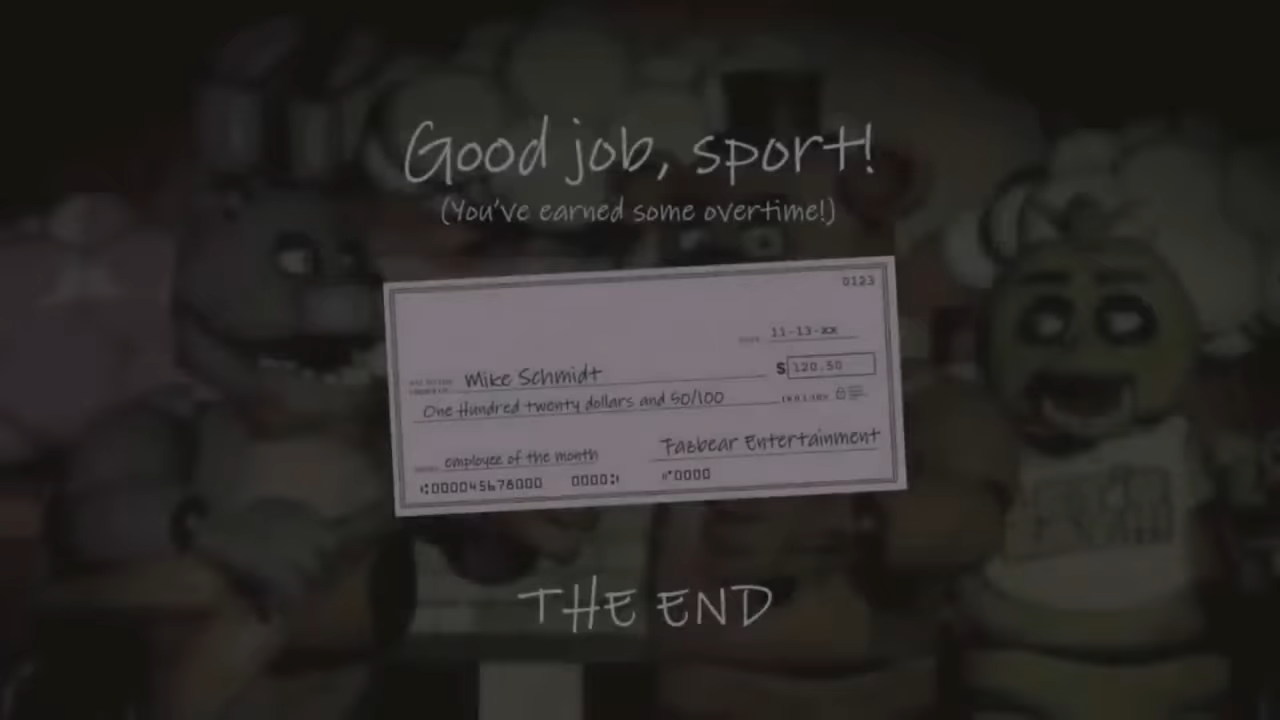 Good job, sport!
(You've earned some overtime!)
0123
11-13-xx
Mike Schmidt
$ 120.50
One Hundred twenty dollars and 50/100
Fazbear Entertainment
employee of the month
⑆000045678000 0000⑆ ⑈0000
THE END